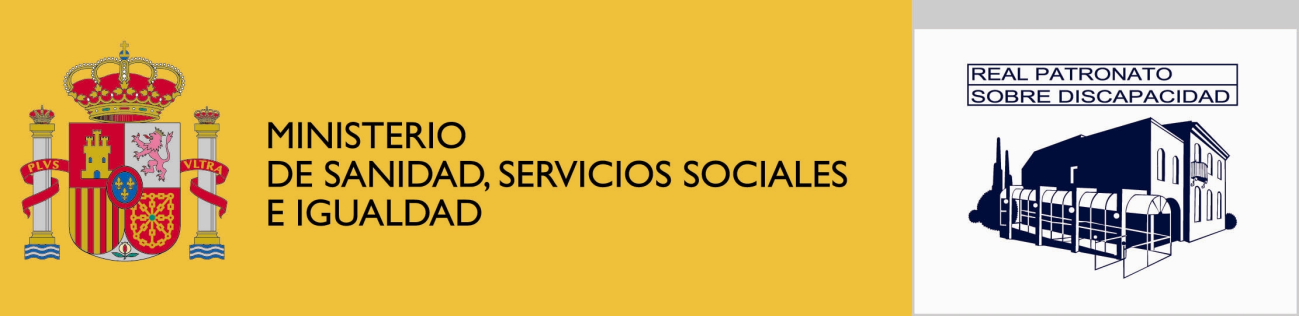 PLVS
VLTRA
MINISTERIO
DE SANIDAD, SERVICIOS SOCIALES
E IGUALDAD
REAL PATRONATO
SOBRE DISCAPACIDAD